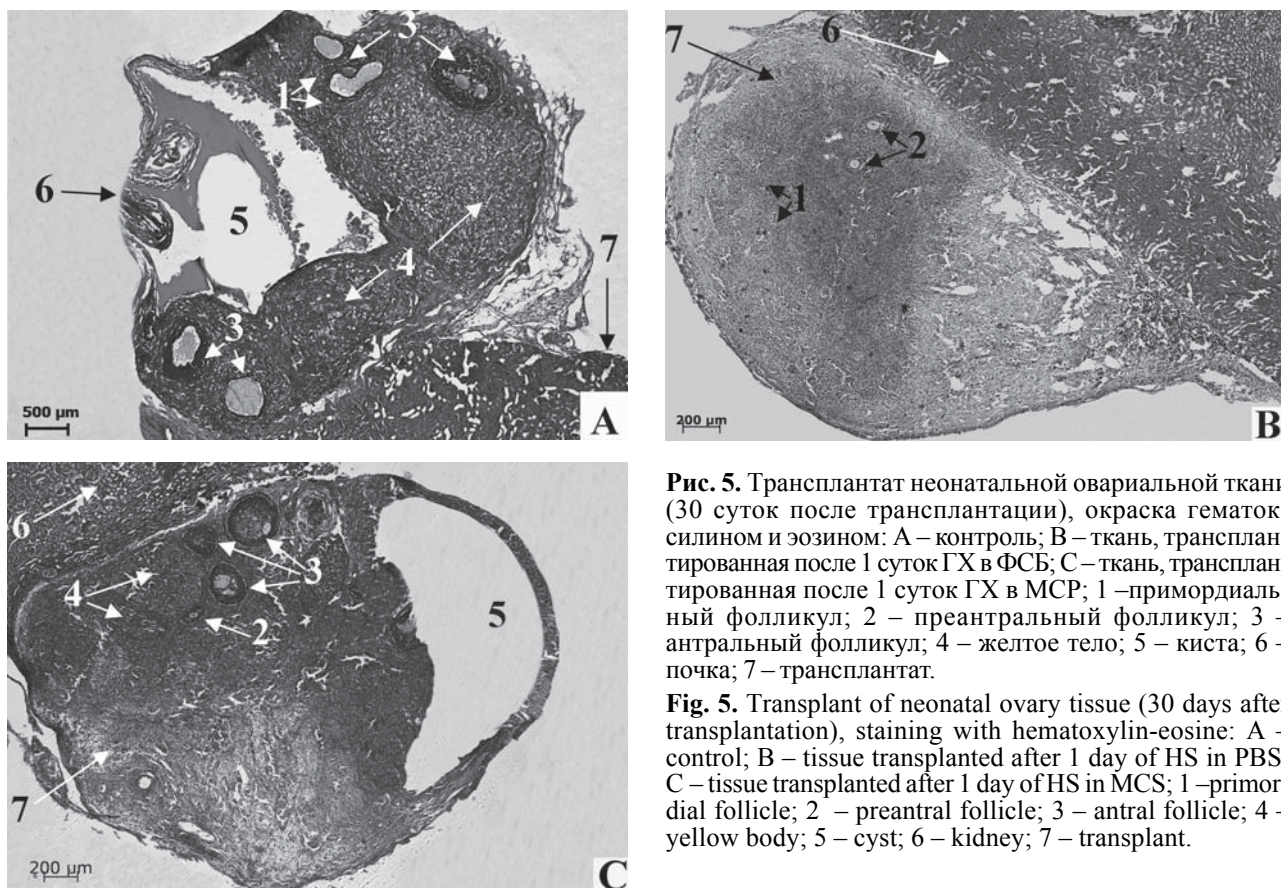 3
1
6
5
4
7
3
500 µm
A
7
6
2
1
200 µm
B
6
4
3
2
5
7
200 µm
C
Рис. 5. Трансплантат неонатальной овариальной ткани
(30 суток после трансплантации), окраска гематок-
силином и эозином: А – контроль; В – ткань, трансплан-
тированная после 1 суток ГХ в ФСБ; С – ткань, трансплан-
тированная после 1 суток ГХ в МСР; 1 –примордиаль-
ный фолликул; 2 – преантральный фолликул; 3 –
антральный фолликул; 4 – желтое тело; 5 – киста; 6 –
почка; 7 – трансплантат.
Fig. 5. Transplant of neonatal ovary tissue (30 days after
transplantation), staining with hematoxylin-eosine: A –
control; B – tissue transplanted after 1 day of HS in PBS;
C – tissue transplanted after 1 day of HS in MCS; 1 –primor-
dial follicle; 2 – preantral follicle; 3 – antral follicle; 4 –
yellow body; 5 – cyst; 6 – kidney; 7 – transplant.